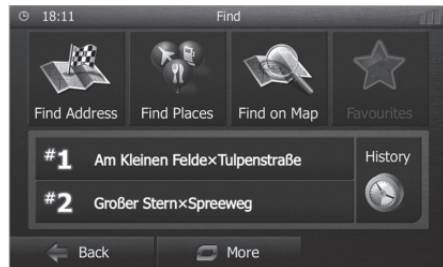 18:11 Find
Find Address Find Places Find on Map Favourites
#1 Am Kleinen Felde×Tulpenstraße History
#2 Großer Stern×Spreeweg
Back More